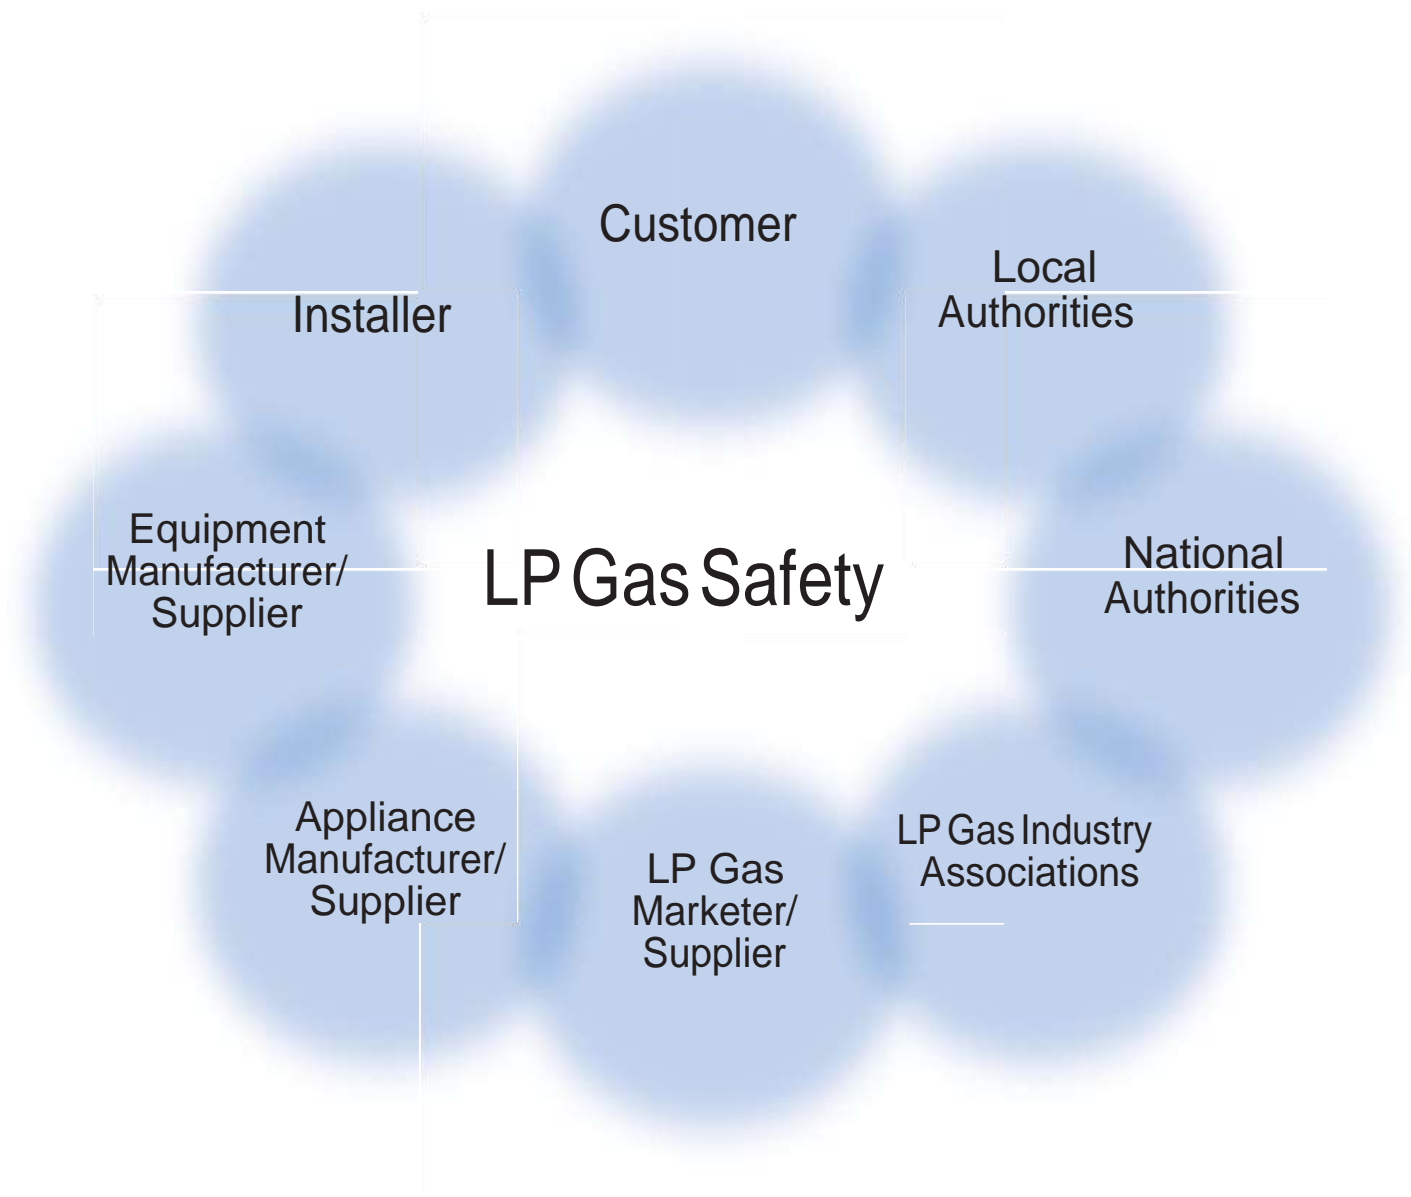 Customer
Local
Authorities
Installer
Equipment
Manufacturer/
Supplier
LP Gas Safety
National
Authorities
Appliance
Manufacturer/
Supplier
LP Gas
Marketer/
Supplier
LP Gas Industry
Associations